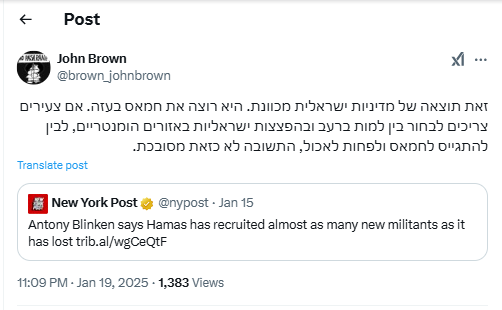 Post
John Brown
@brown_johnbrown
זאת תוצאה של מדיניות ישראלית מכוונת. היא רוצה את חמאס בעזה. אם צעירים
צריכים לבחור בין למות ברעב ובהפצצות ישראליות באזורים הומנטריים, לבין
להתגייס לחמאס ולפחות לאכול, התשובה לא כזאת מסובכת.
Translate post
New York Post @nypost · Jan 15
Antony Blinken says Hamas has recruited almost as many new militants as it
has lost trib.al/wgCeQtF
11:09 PM · Jan 19, 2025 · 1,383 Views